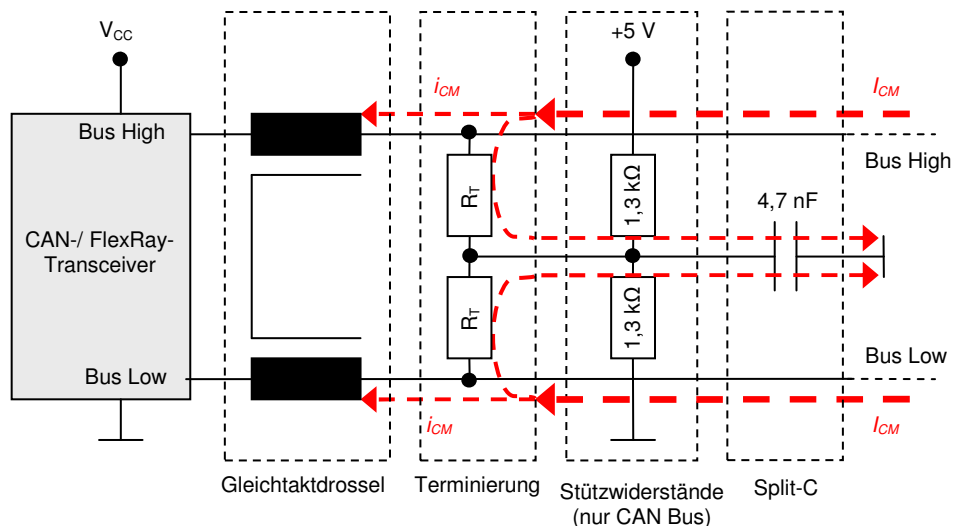 V_CC
+5 V
i_CM
I_CM
Bus High
Bus High
R_T
1,3 kΩ
4,7 nF
CAN-/ FlexRay-
Transceiver
R_T
1,3 kΩ
Bus Low
Bus Low
i_CM
I_CM
Gleichtaktdrossel
Terminierung
Stützwiderstände
(nur CAN Bus)
Split-C